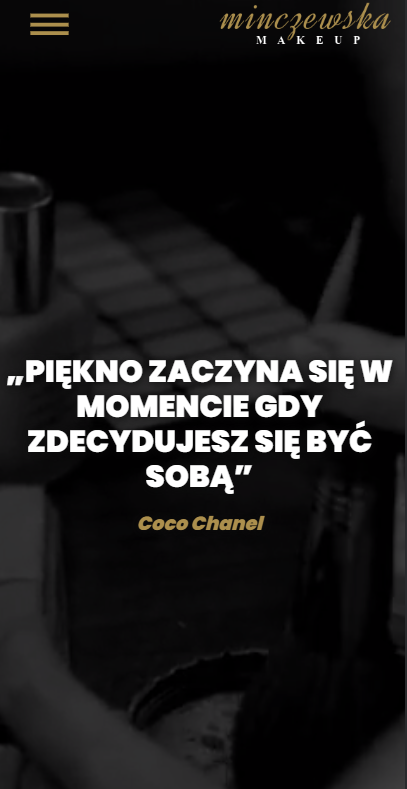 minczewska
MAKEUP
„PIĘKNO ZACZYNA SIĘ W
MOMENCIE GDY
ZDECYDUJESZ SIĘ BYĆ
SOBĄ”
Coco Chanel